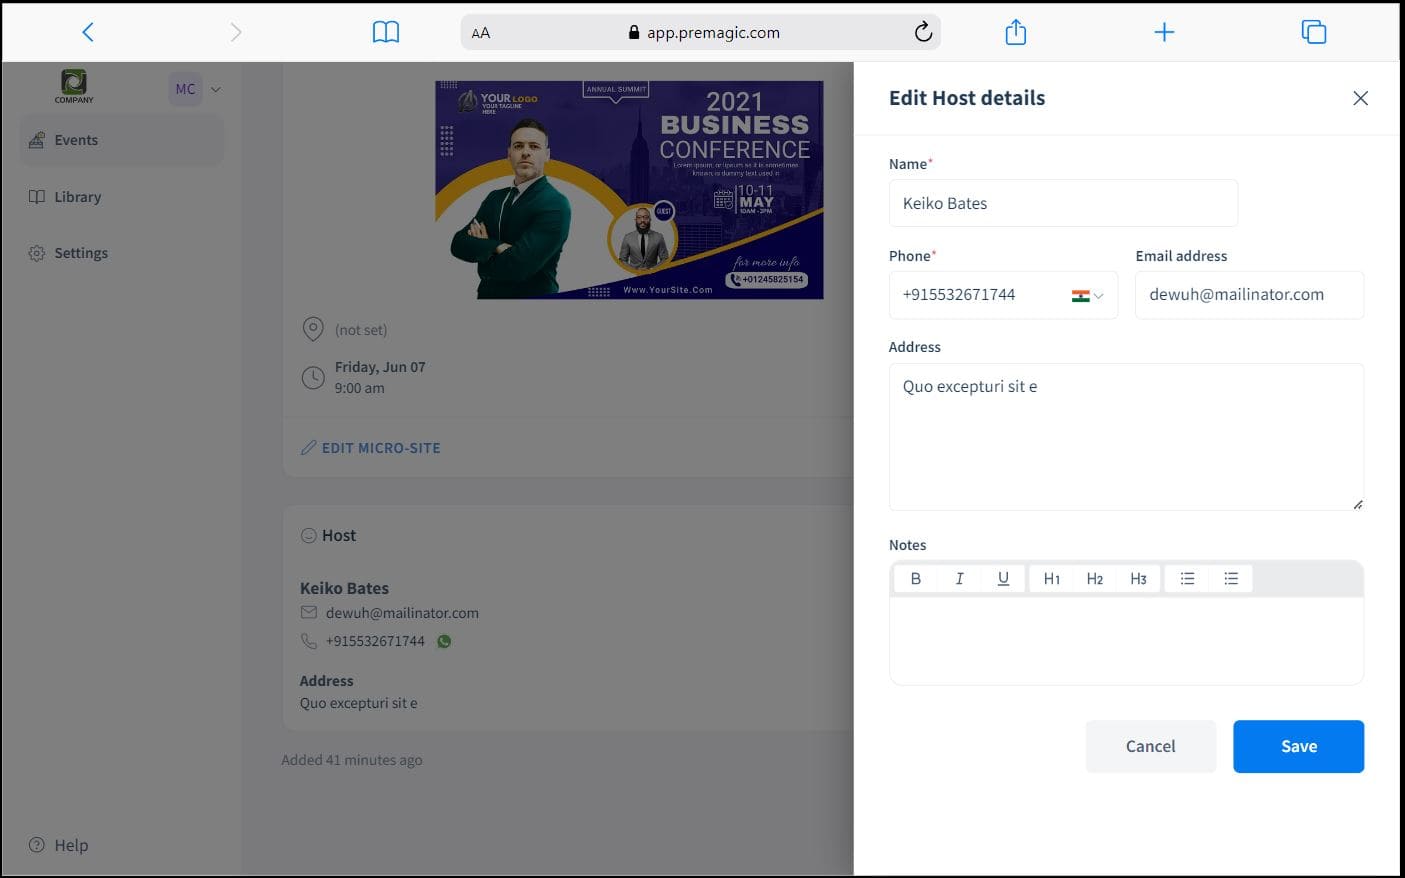 AA
app.premagic.com
COMPANY
MC
Events
Library
Settings
Help
YOUR LOGO
YOUR TAGLINE
HERE
ANNUAL SUMMIT
2021
BUSINESS
CONFERENCE
Lorem ipsum, or lipsum as it is sometimes
known, is dummy text used in
10-11
MAY
10AM -3PM
GUEST
for more info
+01245825154
Www.YourSite.Com
(not set)
Friday, Jun 07
9:00 am
EDIT MICRO-SITE
Host
Keiko Bates
dewuh@mailinator.com
+915532671744
Address
Quo excepturi sit e
Added 41 minutes ago
Edit Host details
Name*
Keiko Bates
Phone*
Email address
+915532671744
dewuh@mailinator.com
Address
Quo excepturi sit e
Notes
B I U H1 H2 H3
Cancel
Save